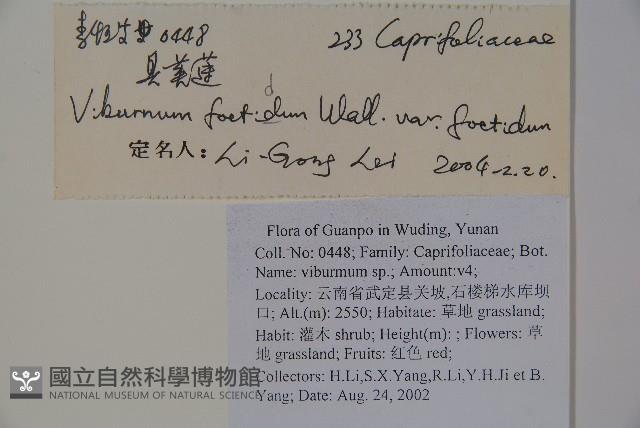 0448
233 Caprifoliaceae
臭荚蒾
d
Viburnum foetidum Wall. var. foetidum
定名人: Li-Gong Lei 2004-2.20.
Flora of Guanpo in Wuding, Yunan
Coll. No: 0448; Family: Caprifoliaceae; Bot.
Name: viburmum sp.; Amount:v4;
Locality: 云南省武定县关坡,石楼梯水库坝
口; Alt.(m): 2550; Habitate: 草地 grassland;
Habit: 灌木 shrub; Height(m): ; Flowers: 草
地 grassland; Fruits: 红色 red;
Collectors: H.Li,S.X.Yang,R.Li,Y.H.Ji et B.
Yang; Date: Aug. 24, 2002
國立自然科學博物館
NATIONAL MUSEUM OF NATURAL SCIENCE